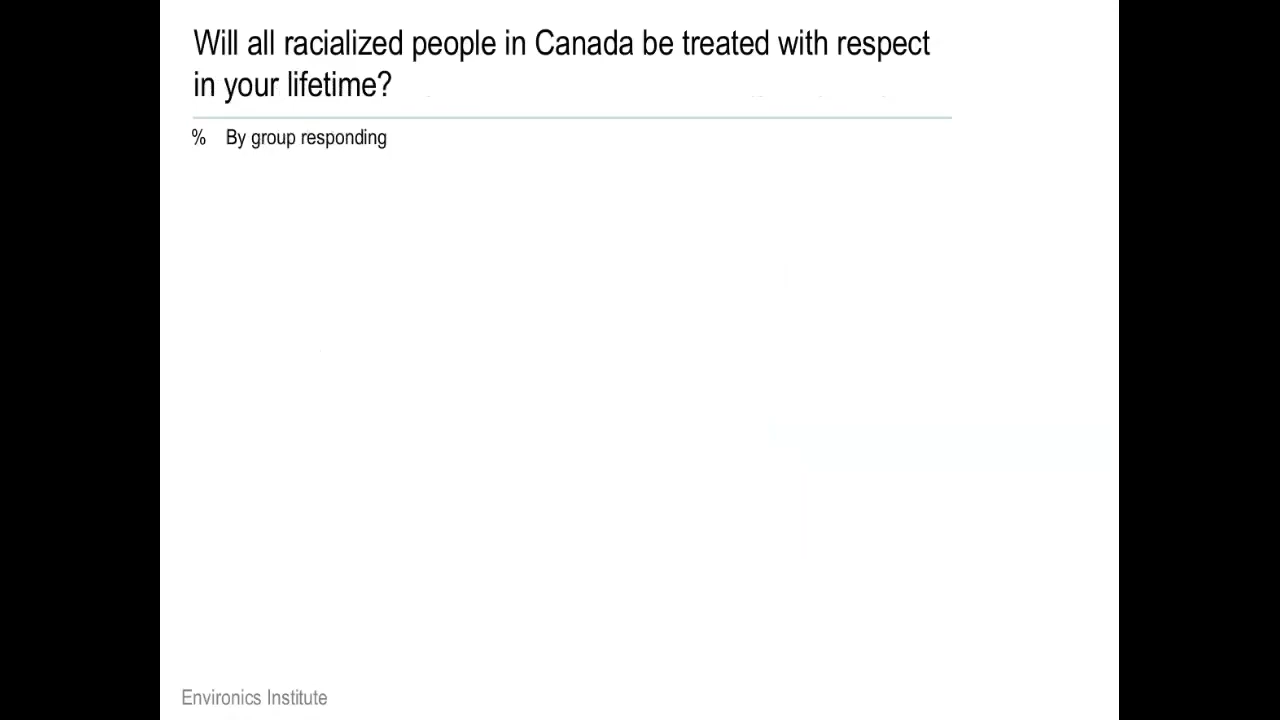 Will all racialized people in Canada be treated with respect
in your lifetime?
% By group responding
Environics Institute